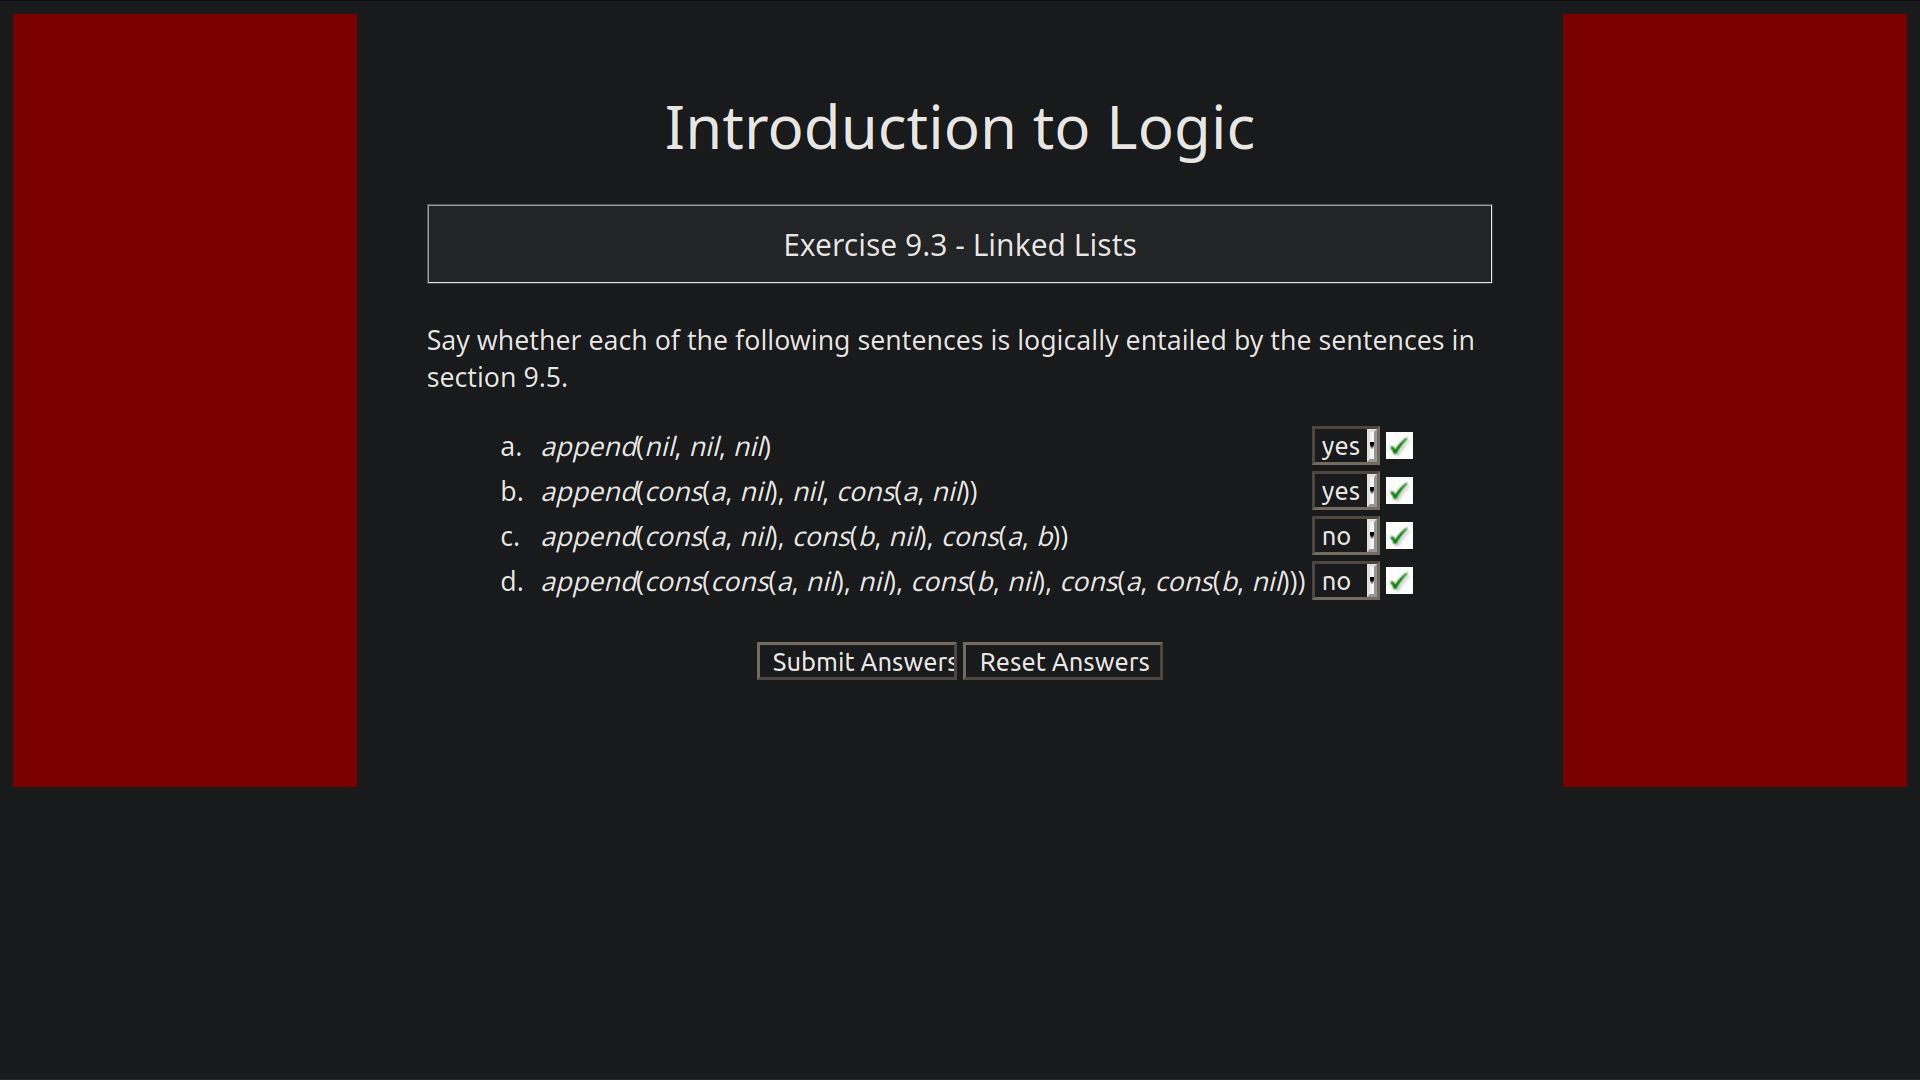 Introduction to Logic
Exercise 9.3 - Linked Lists
Say whether each of the following sentences is logically entailed by the sentences in
section 9.5.
a. append(nil, nil, nil) yes
b. append(cons(a, nil), nil, cons(a, nil)) yes
c. append(cons(a, nil), cons(b, nil), cons(a, b)) no
d. append(cons(cons(a, nil), nil), cons(b, nil), cons(a, cons(b, nil))) no
Submit Answers Reset Answers